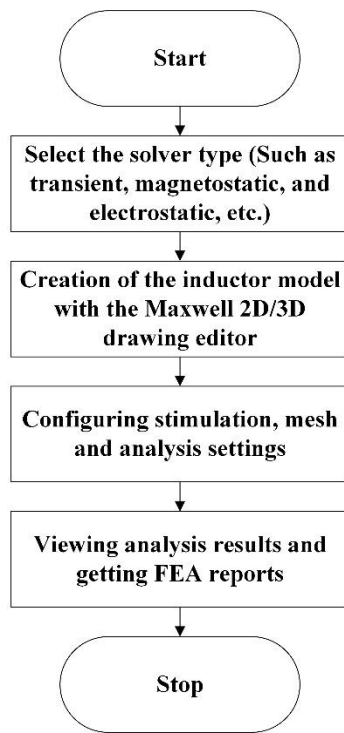 Start
Select the solver type (Such as
transient, magnetostatic, and
electrostatic, etc.)
Creation of the inductor model
with the Maxwell 2D/3D
drawing editor
Configuring stimulation, mesh
and analysis settings
Viewing analysis results and
getting FEA reports
Stop